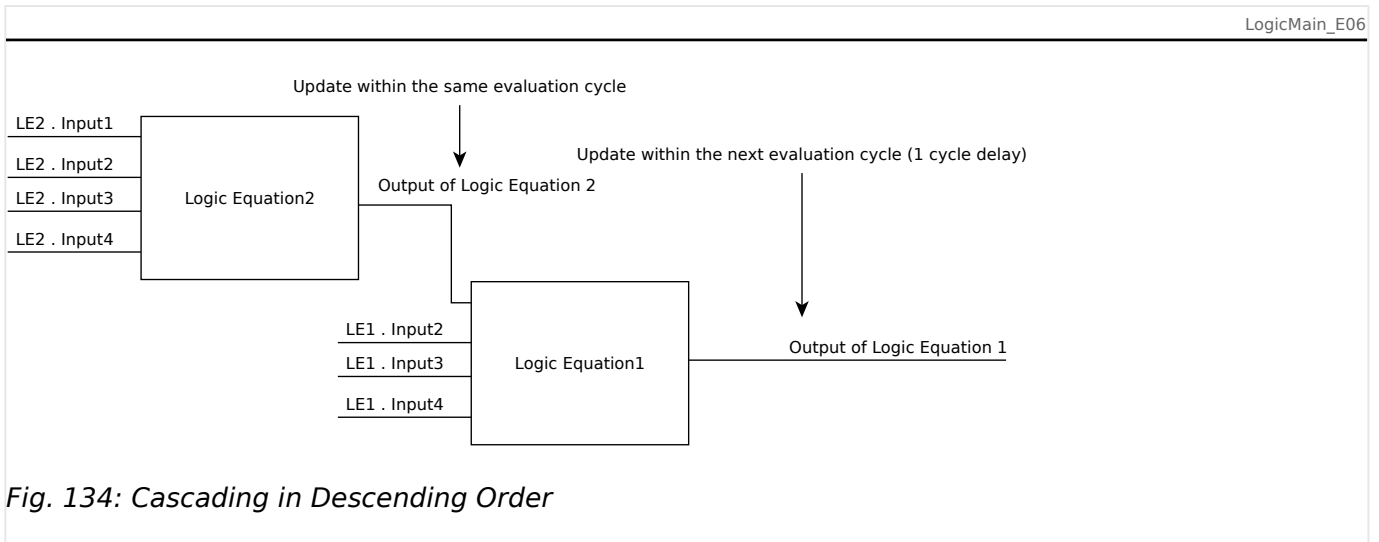 LogicMain_E06
Update within the same evaluation cycle
LE2 . Input1
Update within the next evaluation cycle (1 cycle delay)
LE2 . Input2
Output of Logic Equation 2
LE2 . Input3
Logic Equation2
LE2 . Input4
LE1 . Input2
Output of Logic Equation 1
LE1 . Input3
Logic Equation1
LE1 . Input4
Fig. 134: Cascading in Descending Order